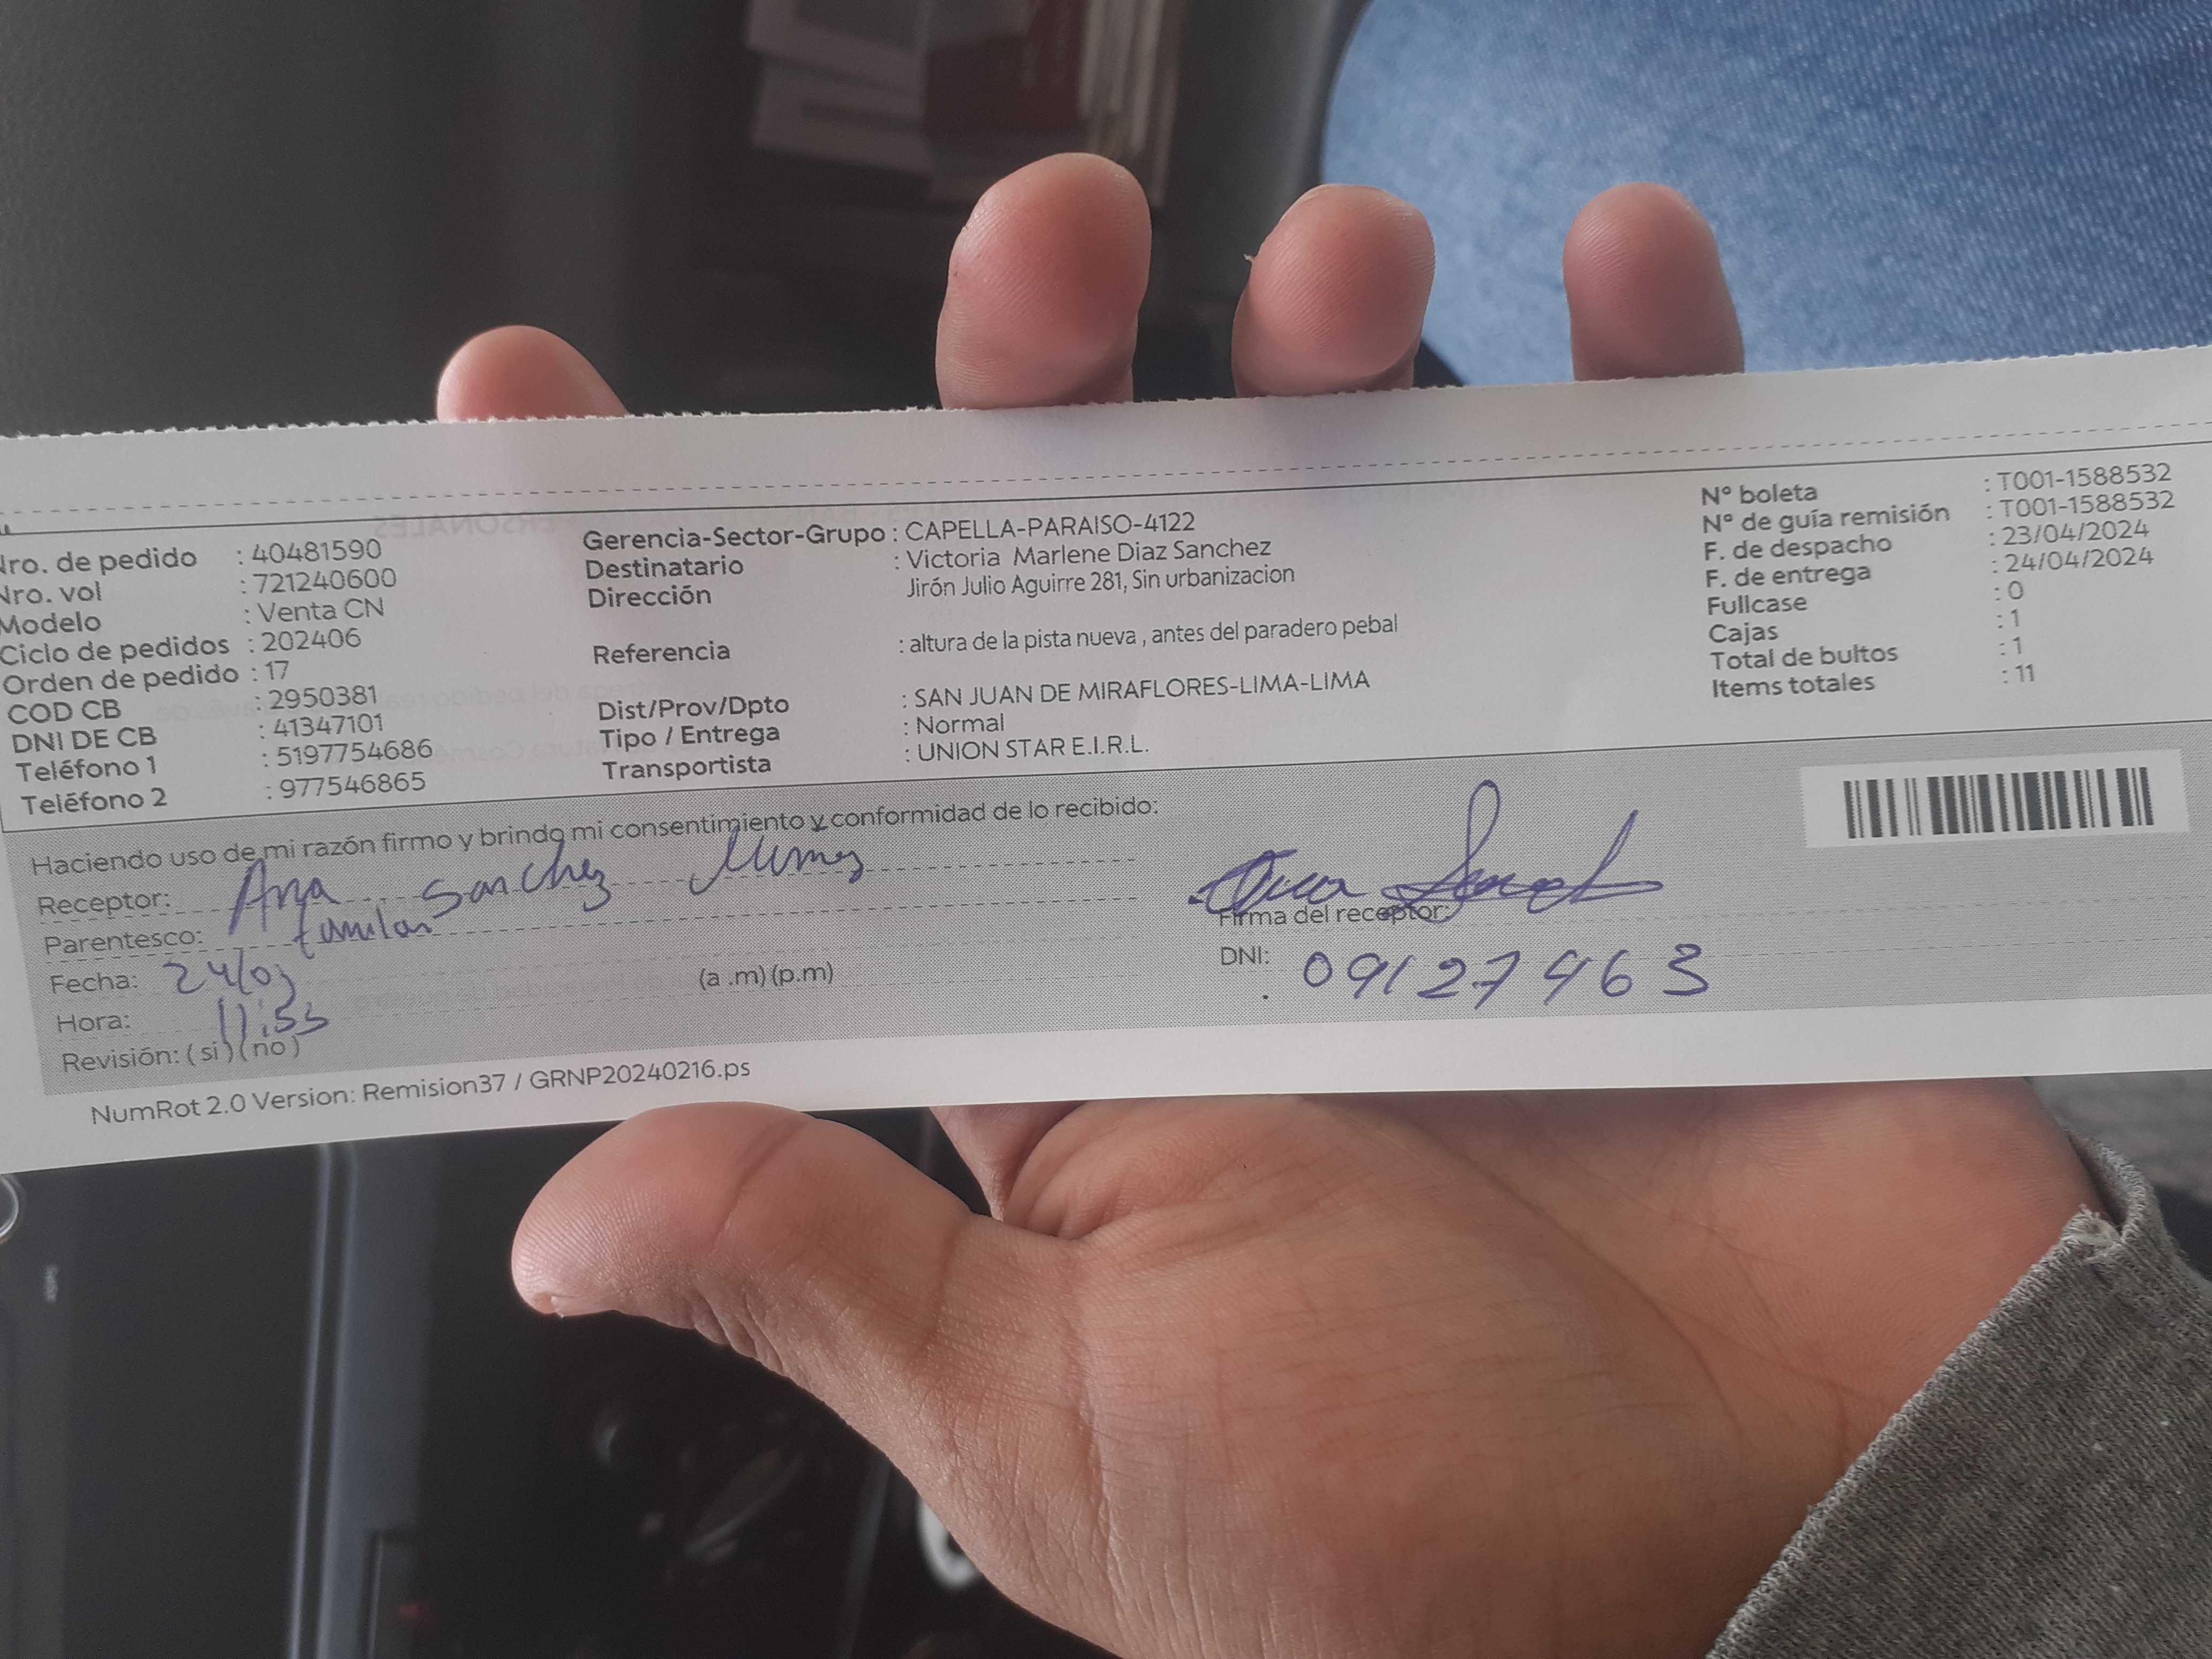 Nro. de pedido : 40481590
Nro. vol : 721240600
Modelo : Venta CN
Ciclo de pedidos : 202406
Orden de pedido : 17
COD CB : 2950381
DNI DE CB : 41347101
Teléfono 1 : 5197754686
Teléfono 2 : 977546865
Gerencia-Sector-Grupo : CAPELLA-PARAISO-4122
Destinatario : Victoria Marlene Diaz Sanchez
Dirección Jirón Julio Aguirre 281, Sin urbanizacion
Referencia : altura de la pista nueva , antes del paradero pebal
Dist/Prov/Dpto : SAN JUAN DE MIRAFLORES-LIMA-LIMA
Tipo / Entrega : Normal
Transportista : UNION STAR E.I.R.L.
N° boleta : T001-1588532
N° de guía remisión : T001-1588532
F. de despacho : 23/04/2024
F. de entrega : 24/04/2024
Fullcase : 0
Cajas : 1
Total de bultos : 1
Items totales : 11
Haciendo uso de mi razón firmo y brindo mi consentimiento y conformidad de lo recibido:
Receptor: Ana Sanchez
Parentesco: familiar
Fecha:
Hora: (a .m) (p.m)
Revisión: ( si ) ( no )
Firma del receptor:
DNI: 09127463
NumRot 2.0 Version: Remision37 / GRNP20240216.ps